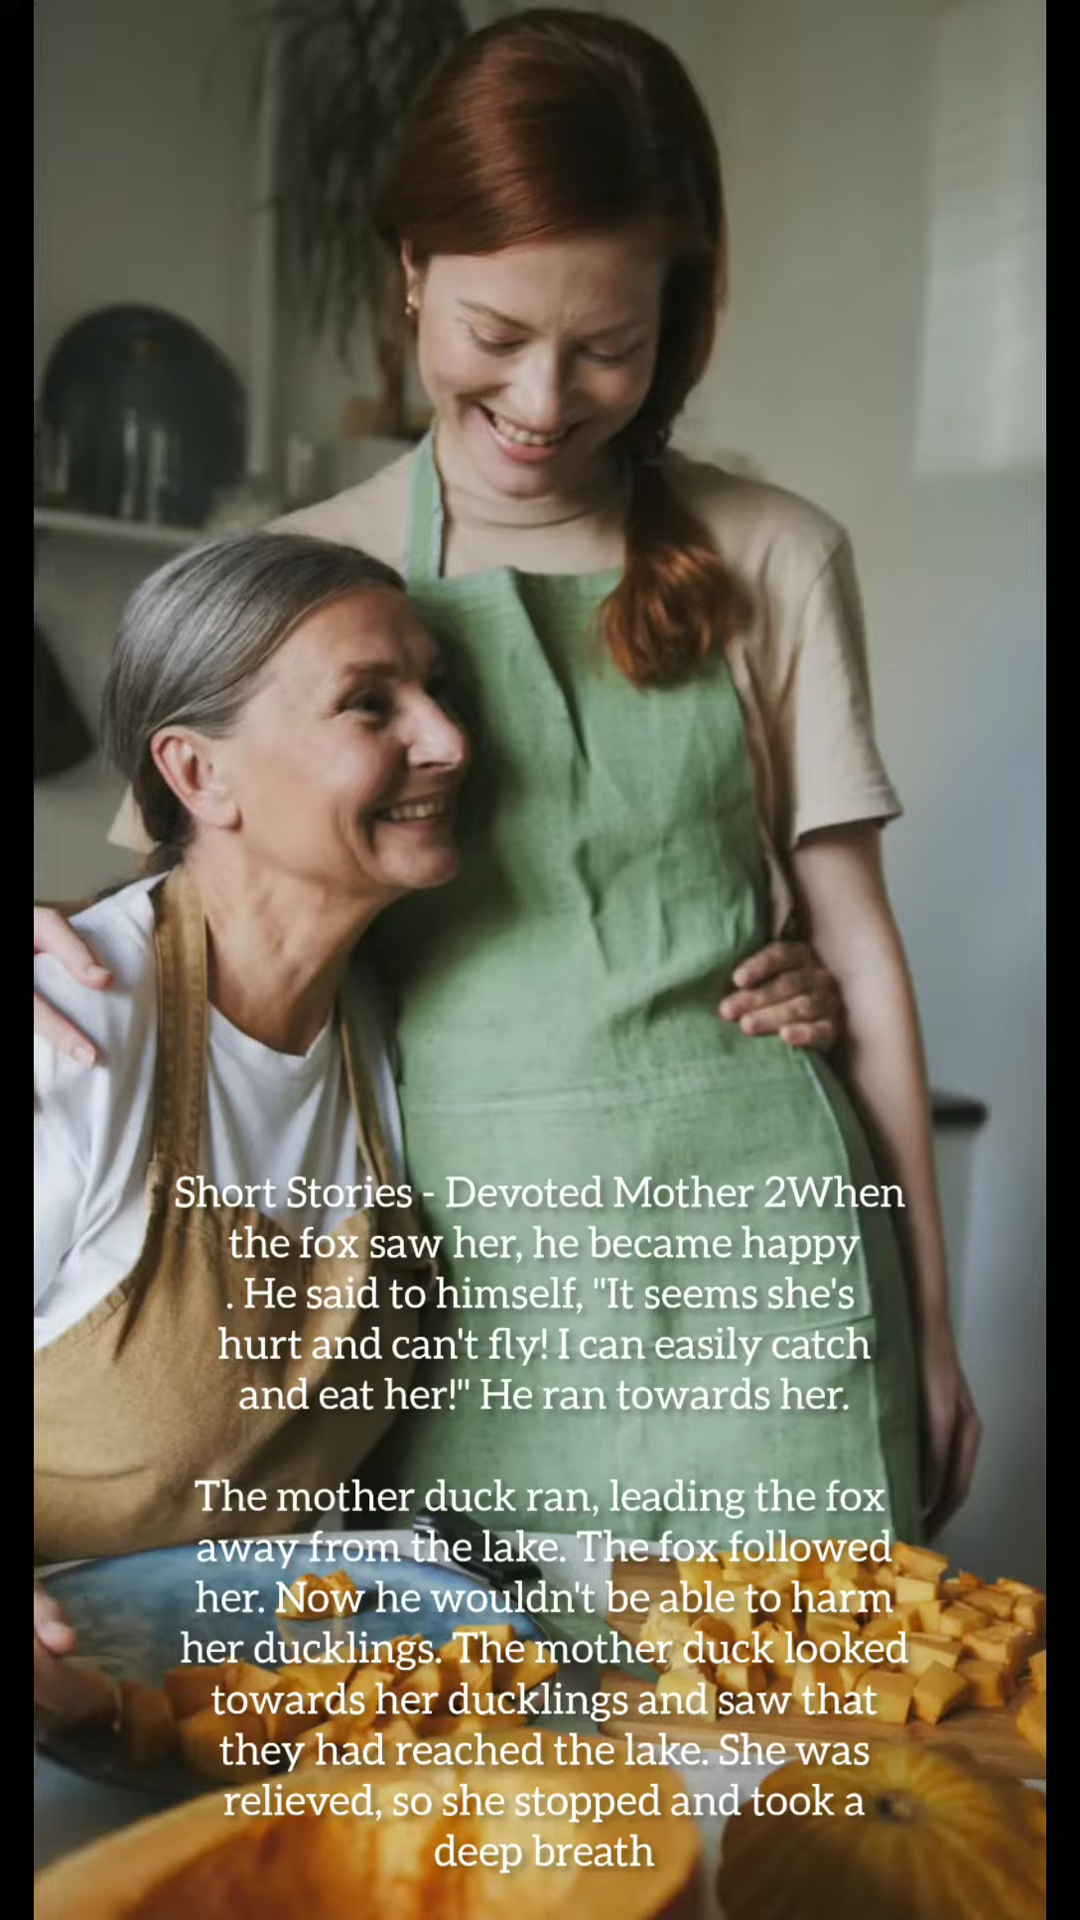 Short Stories - Devoted Mother 2When
the fox saw her, he became happy
. He said to himself, "It seems she's
hurt and can't fly! I can easily catch
and eat her!" He ran towards her.
The mother duck ran, leading the fox
away from the lake. The fox followed
her. Now he wouldn't be able to harm
her ducklings. The mother duck looked
towards her ducklings and saw that
they had reached the lake. She was
relieved, so she stopped and took a
deep breath